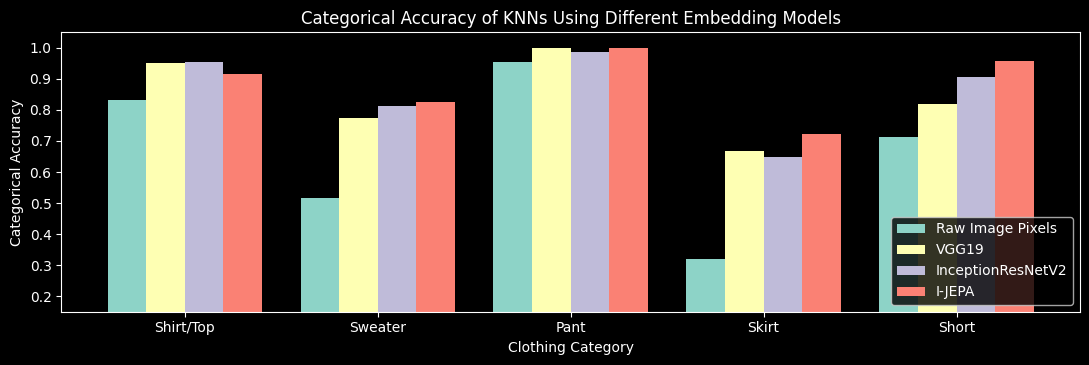 Categorical Accuracy of KNNs Using Different Embedding Models
Categorical Accuracy
1.0
0.9
0.8
0.7
0.6
0.5
0.4
0.3
0.2
Raw Image Pixels
VGG19
InceptionResNetV2
I-JEPA
Shirt/Top
Sweater
Pant
Skirt
Short
Clothing Category